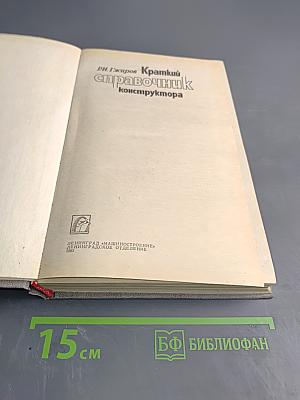 Р.И. Гжиров Краткий
справочник
конструктора
ЛЕНИНГРАД «МАШИНОСТРОЕНИЕ»
ЛЕНИНГРАДСКОЕ ОТДЕЛЕНИЕ
15 см
БФ БИБЛИОФАН